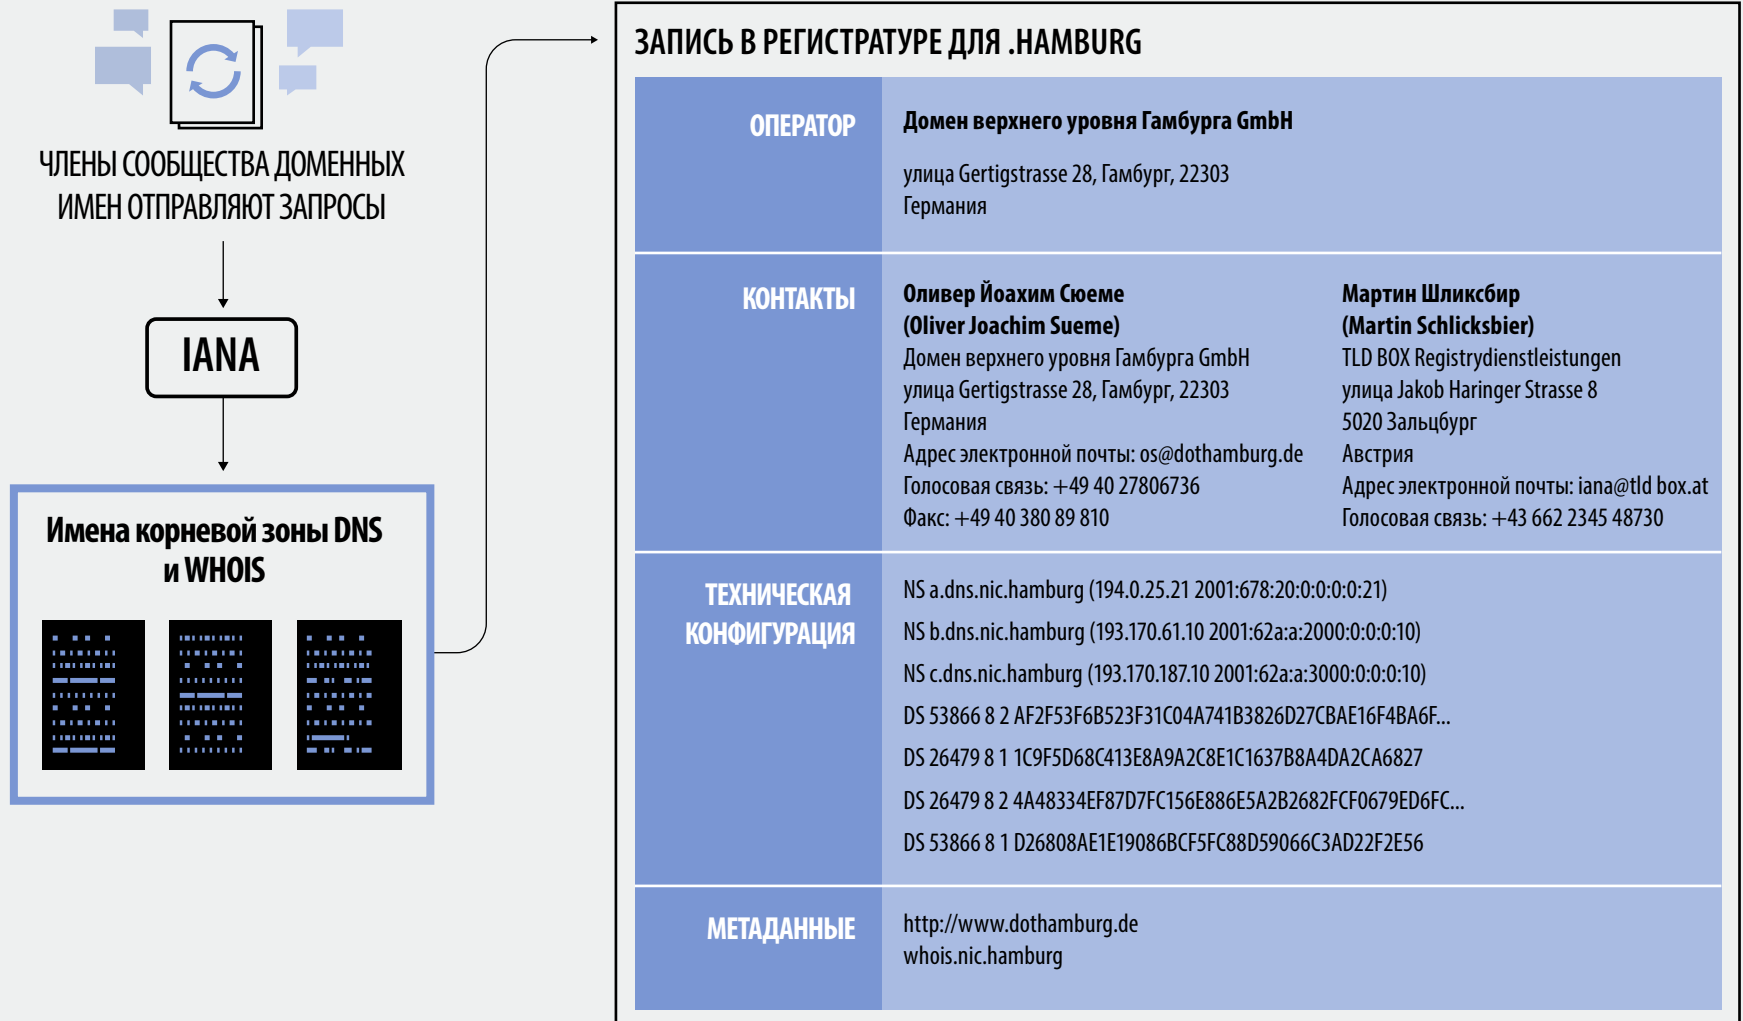 ЧЛЕНЫ СООБЩЕСТВА ДОМЕННЫХ
ИМЕН ОТПРАВЛЯЮТ ЗАПРОСЫ
IANA
Имена корневой зоны DNS
и WHOIS
ЗАПИСЬ В РЕГИСТРАТУРЕ ДЛЯ .HAMBURG
ОПЕРАТОР
Домен верхнего уровня Гамбурга GmbH
улица Gertigstrasse 28, Гамбург, 22303
Германия
КОНТАКТЫ
Оливер Йоахим Сюеме
(Oliver Joachim Sueme)
Домен верхнего уровня Гамбурга GmbH
улица Gertigstrasse 28, Гамбург, 22303
Германия
Адрес электронной почты: os@dothamburg.de
Голосовая связь: +49 40 27806736
Факс: +49 40 380 89 810
Мартин Шликсбир
(Martin Schlicksbier)
TLD BOX Registrydienstleistungen
улица Jakob Haringer Strasse 8
5020 Зальцбург
Австрия
Адрес электронной почты: iana@tld box.at
Голосовая связь: +43 662 2345 48730
ТЕХНИЧЕСКАЯ
КОНФИГУРАЦИЯ
NS a.dns.nic.hamburg (194.0.25.21 2001:678:20:0:0:0:0:21)
NS b.dns.nic.hamburg (193.170.61.10 2001:62a:a:2000:0:0:0:10)
NS c.dns.nic.hamburg (193.170.187.10 2001:62a:a:3000:0:0:0:10)
DS 53866 8 2 AF2F53F6B523F31C04A741B3826D27CBAE16F4BA6F...
DS 26479 8 1 1C9F5D68C413E8A9A2C8E1C1637B8A4DA2CA6827
DS 26479 8 2 4A48334EF87D7FC156E886E5A2B2682FCF0679ED6FC...
DS 53866 8 1 D26808AE1E19086BCF5FC88D59066C3AD22F2E56
МЕТАДАННЫЕ
http://www.dothamburg.de
whois.nic.hamburg